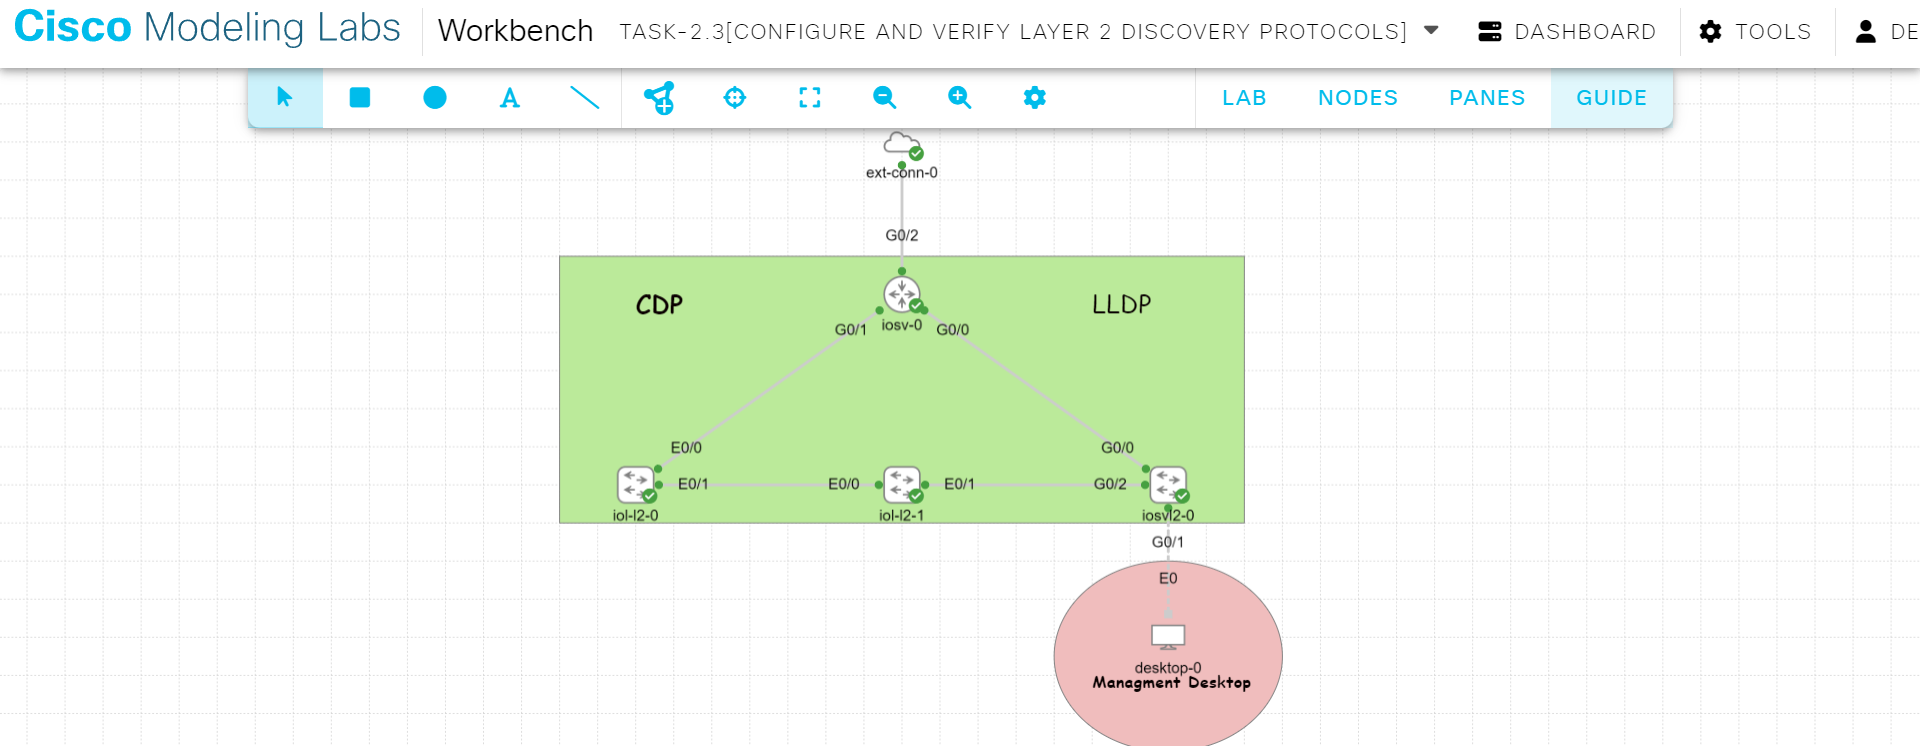 Cisco Modeling Labs Workbench TASK-2.3[CONFIGURE AND VERIFY LAYER 2 DISCOVERY PROTOCOLS] DASHBOARD TOOLS DE
A LAB NODES PANES GUIDE
ext-conn-0
G0/2
CDP LLDP
iosv-0
G0/1 G0/0
E0/0 G0/0
E0/1 E0/0 E0/1 G0/2
iol-l2-0 iol-l2-1 iosvl2-0
G0/1
E0
desktop-0
Managment Desktop